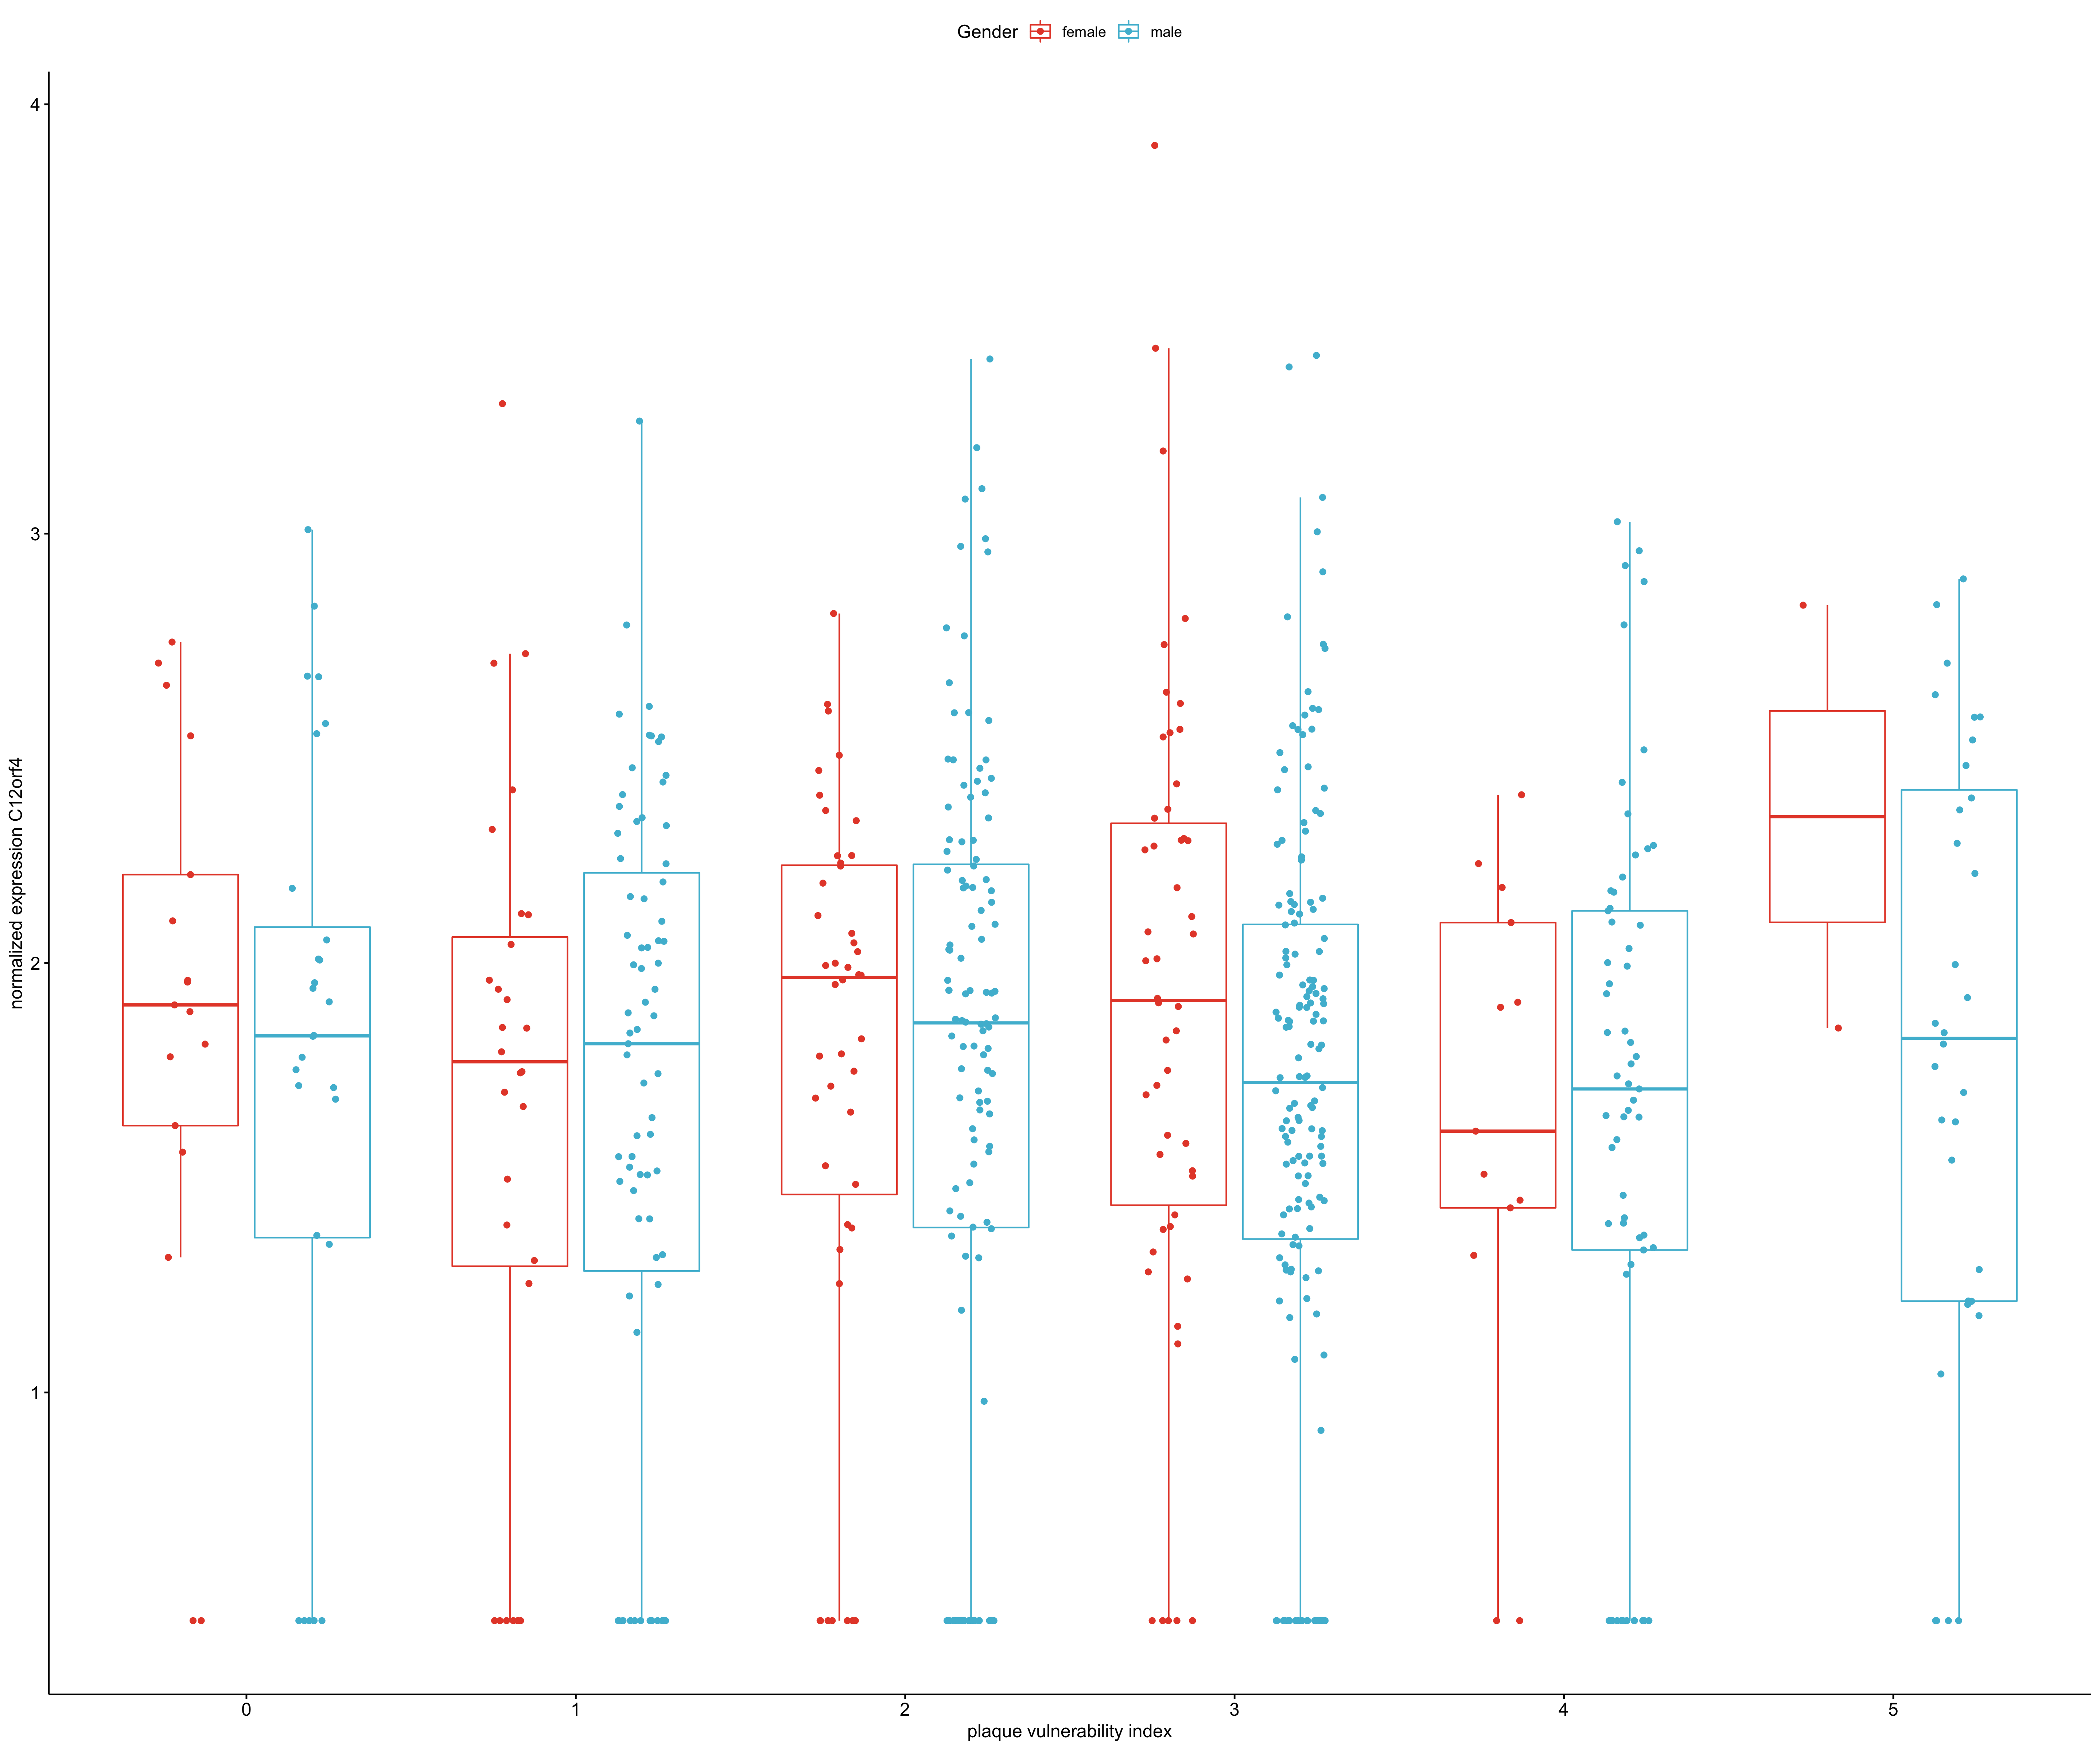 Gender female male
4
3
2
1
normalized expression C12orf4
0 1 2 3 4 5
plaque vulnerability index